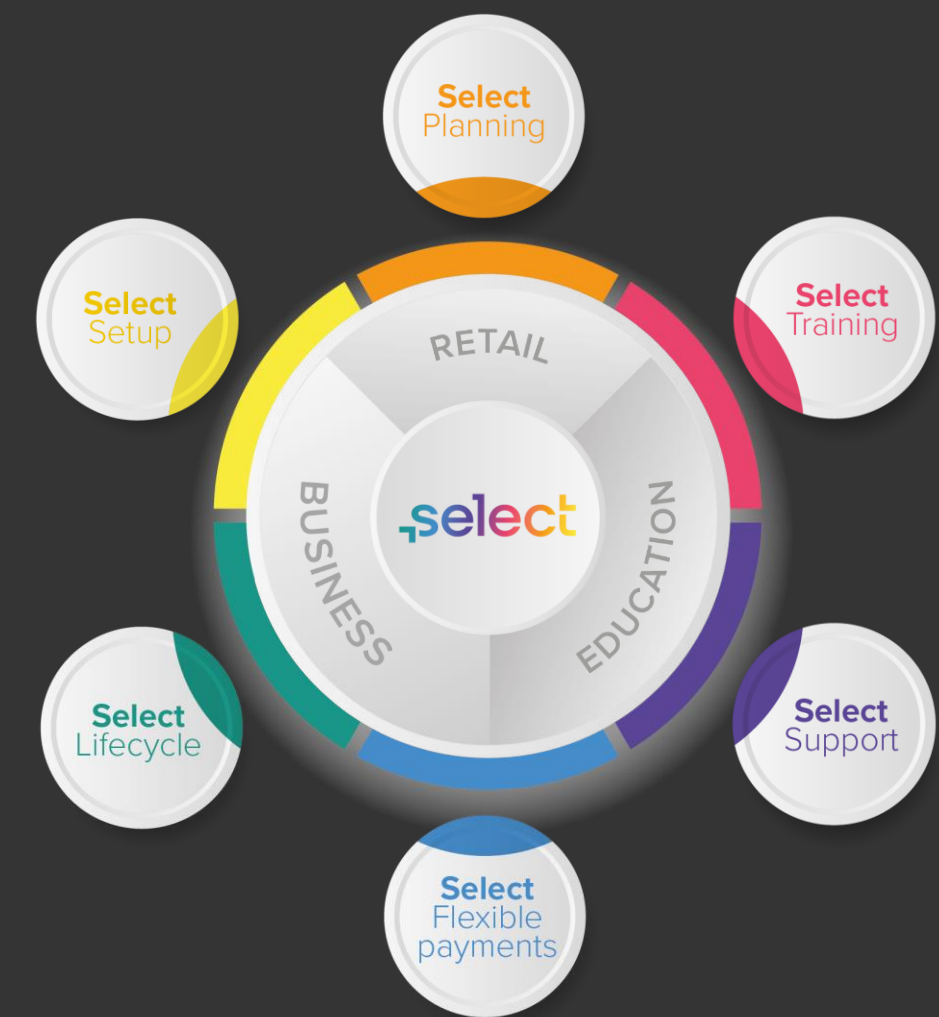 Select
Planning
Select
Setup
Select
Training
RETAIL
BUSINESS
select
EDUCATION
Select
Lifecycle
Select
Support
Select
Flexible
payments